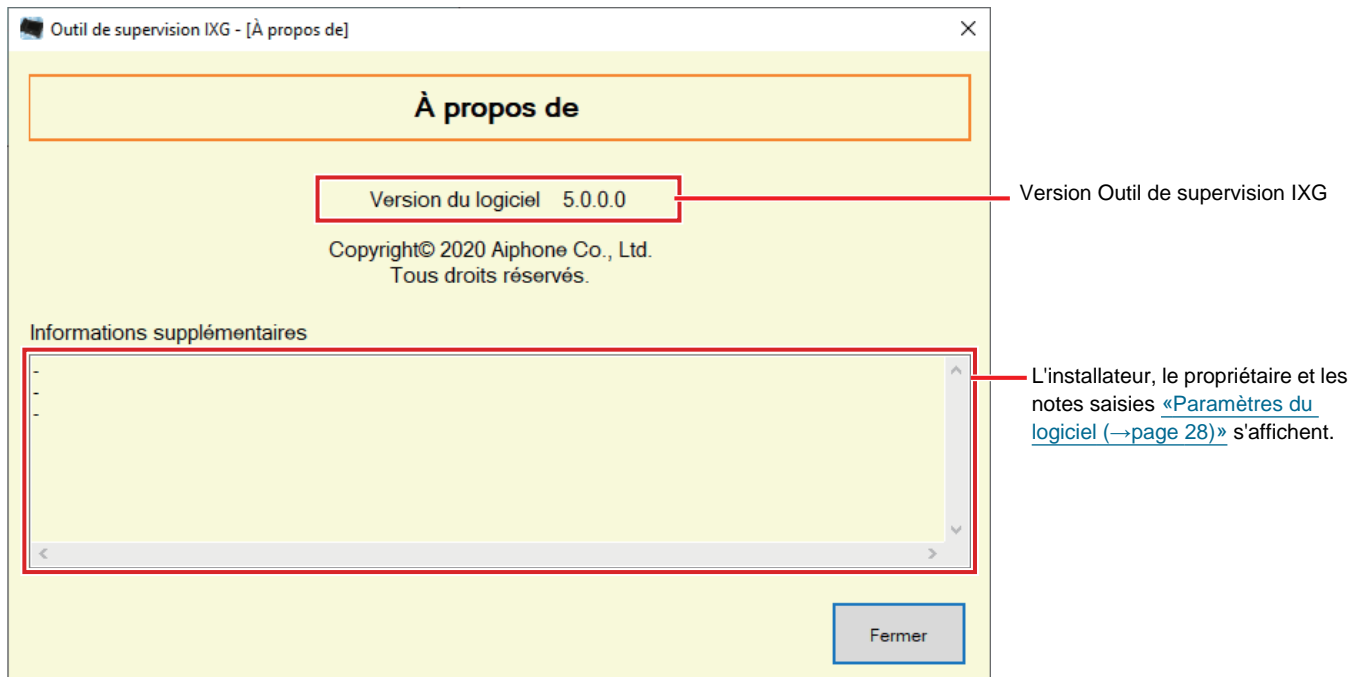 Outil de supervision IXG - [À propos de]
À propos de
Version du logiciel 5.0.0.0
Version Outil de supervision IXG
Copyright© 2020 Aiphone Co., Ltd.
Tous droits réservés.
Informations supplémentaires
-
-
-
L'installateur, le propriétaire et les
notes saisies «Paramètres du
logiciel (→page 28)» s'affichent.
Fermer